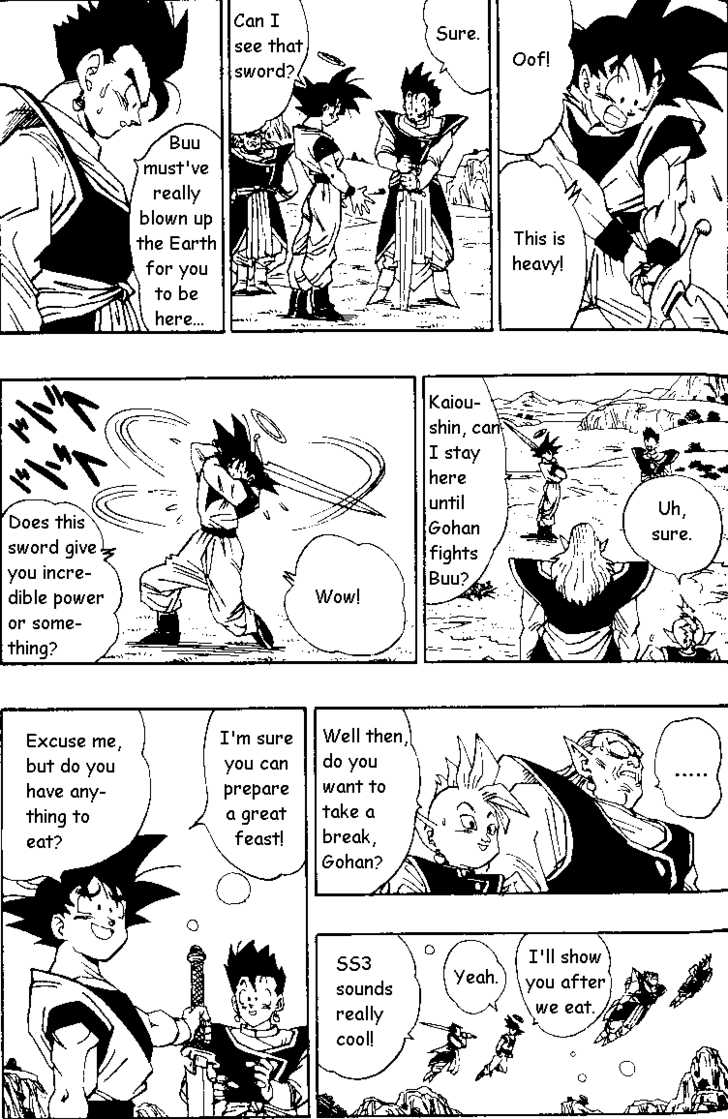 Buu
must've
really
blown up
the Earth
for you
to be
here...
Can I
see that
sword?
Sure.
Oof!
This is
heavy!
Does this
sword give
you incre-
dible power
or some-
thing?
Wow!
Kaiou-
shin, can
I stay
here
until
Gohan
fights
Buu?
Uh,
sure.
Excuse me,
but do you
have any-
thing to
eat?
I'm sure
you can
prepare
a great
feast!
Well then,
do you
want to
take a
break,
Gohan?
.....
SS3
sounds
really
cool!
Yeah.
I'll show
you after
we eat.